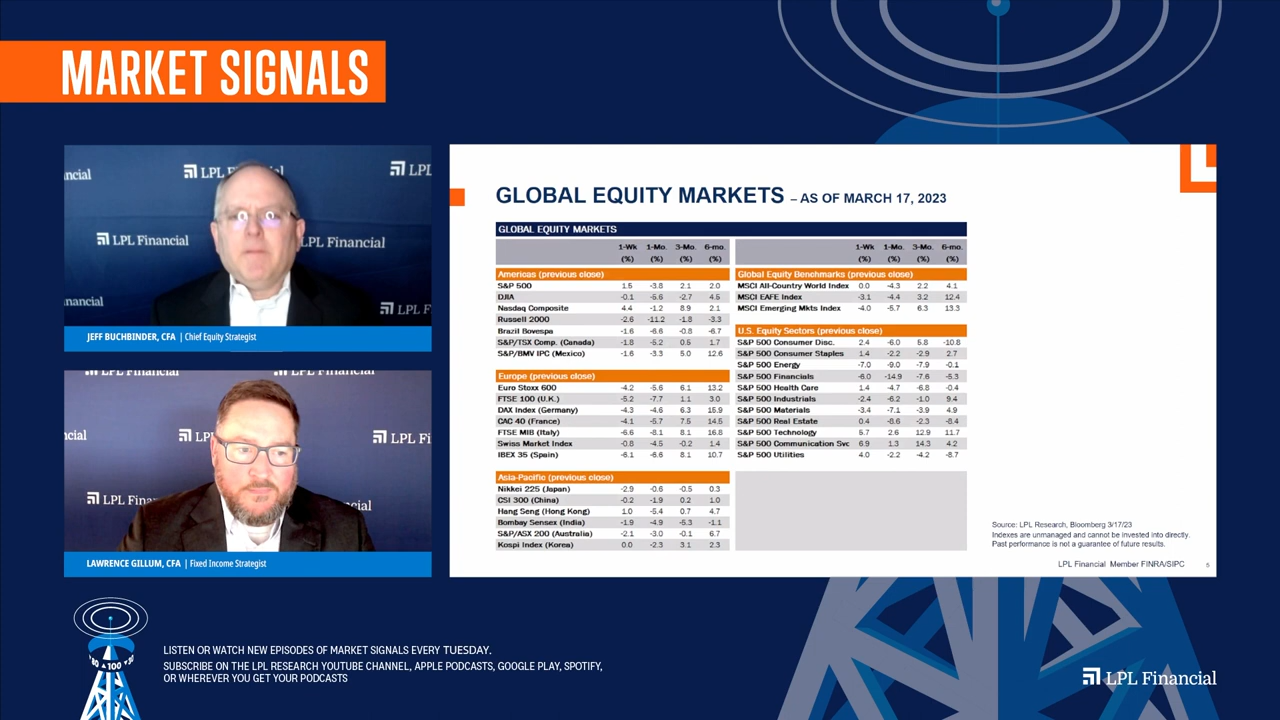 MARKET SIGNALS
ncial
LPL Financial
LPL
LPL Financial
LPL Financial
nancial
LPL Fi
JEFF BUCHBINDER, CFA | Chief Equity Strategist
LPL
LPL Fi
ncial
LPL Financial
LAWRENCE GILLUM, CFA | Fixed Income Strategist
GLOBAL EQUITY MARKETS – AS OF MARCH 17, 2023
GLOBAL EQUITY MARKETS
1-Wk 1-Mo. 3-Mo. 6-mo.
(%) (%) (%) (%)
Americas (previous close)
S&P 500 1.5 -3.8 2.1 2.0
DJIA -0.1 -5.6 -2.7 4.5
Nasdaq Composite 4.4 -1.2 8.9 2.1
Russell 2000 -2.6 -11.2 -1.8 -3.3
Brazil Bovespa -1.6 -6.6 -0.8 -6.7
S&P/TSX Comp. (Canada) -1.8 -5.2 0.5 1.7
S&P/BMV IPC (Mexico) -1.6 -3.3 5.0 12.6
Europe (previous close)
Euro Stoxx 600 -4.2 -5.6 6.1 13.2
FTSE 100 (U.K.) -5.2 -7.7 1.1 3.0
DAX Index (Germany) -4.3 -4.6 6.3 15.9
CAC 40 (France) -4.1 -5.7 7.5 14.5
FTSE MIB (Italy) -6.6 -8.1 8.1 16.8
Swiss Market Index -0.8 -4.5 -0.2 1.4
IBEX 35 (Spain) -6.1 -6.6 8.1 10.7
Asia-Pacific (previous close)
Nikkei 225 (Japan) -2.9 -0.6 -0.5 0.3
CSI 300 (China) -0.2 -1.9 0.2 1.0
Hang Seng (Hong Kong) 1.0 -5.4 0.7 4.7
Bombay Sensex (India) -1.9 -4.9 -5.3 -1.1
S&P/ASX 200 (Australia) -2.1 -3.0 -0.1 6.7
Kospi Index (Korea) 0.0 -2.3 3.1 2.3
1-Wk 1-Mo. 3-Mo. 6-mo.
(%) (%) (%) (%)
Global Equity Benchmarks (previous close)
MSCI All-Country World Index 0.0 -4.3 2.2 4.1
MSCI EAFE Index -3.1 -4.4 3.2 12.4
MSCI Emerging Mkts Index -4.0 -5.7 6.3 13.3
U.S. Equity Sectors (previous close)
S&P 500 Consumer Disc. 2.4 -6.0 5.8 -10.8
S&P 500 Consumer Staples 1.4 -2.2 -2.9 2.7
S&P 500 Energy -7.0 -9.0 -7.9 -0.1
S&P 500 Financials -6.0 -14.9 -7.6 -5.3
S&P 500 Health Care 1.4 -4.7 -6.8 -0.4
S&P 500 Industrials -2.4 -6.2 -1.0 9.4
S&P 500 Materials -3.4 -7.1 -3.9 4.9
S&P 500 Real Estate 0.4 -8.6 -2.3 -8.4
S&P 500 Technology 5.7 2.6 12.9 11.7
S&P 500 Communication Svc 6.9 1.3 14.3 4.2
S&P 500 Utilities 4.0 -2.2 -4.2 -8.7
Source: LPL Research, Bloomberg 3/17/23
Indexes are unmanaged and cannot be invested into directly.
Past performance is not a guarantee of future results.
LPL Financial Member FINRA/SIPC 5
LISTEN OR WATCH NEW EPISODES OF MARKET SIGNALS EVERY TUESDAY.
SUBSCRIBE ON THE LPL RESEARCH YOUTUBE CHANNEL, APPLE PODCASTS, GOOGLE PLAY, SPOTIFY,
OR WHEREVER YOU GET YOUR PODCASTS
LPL Financial